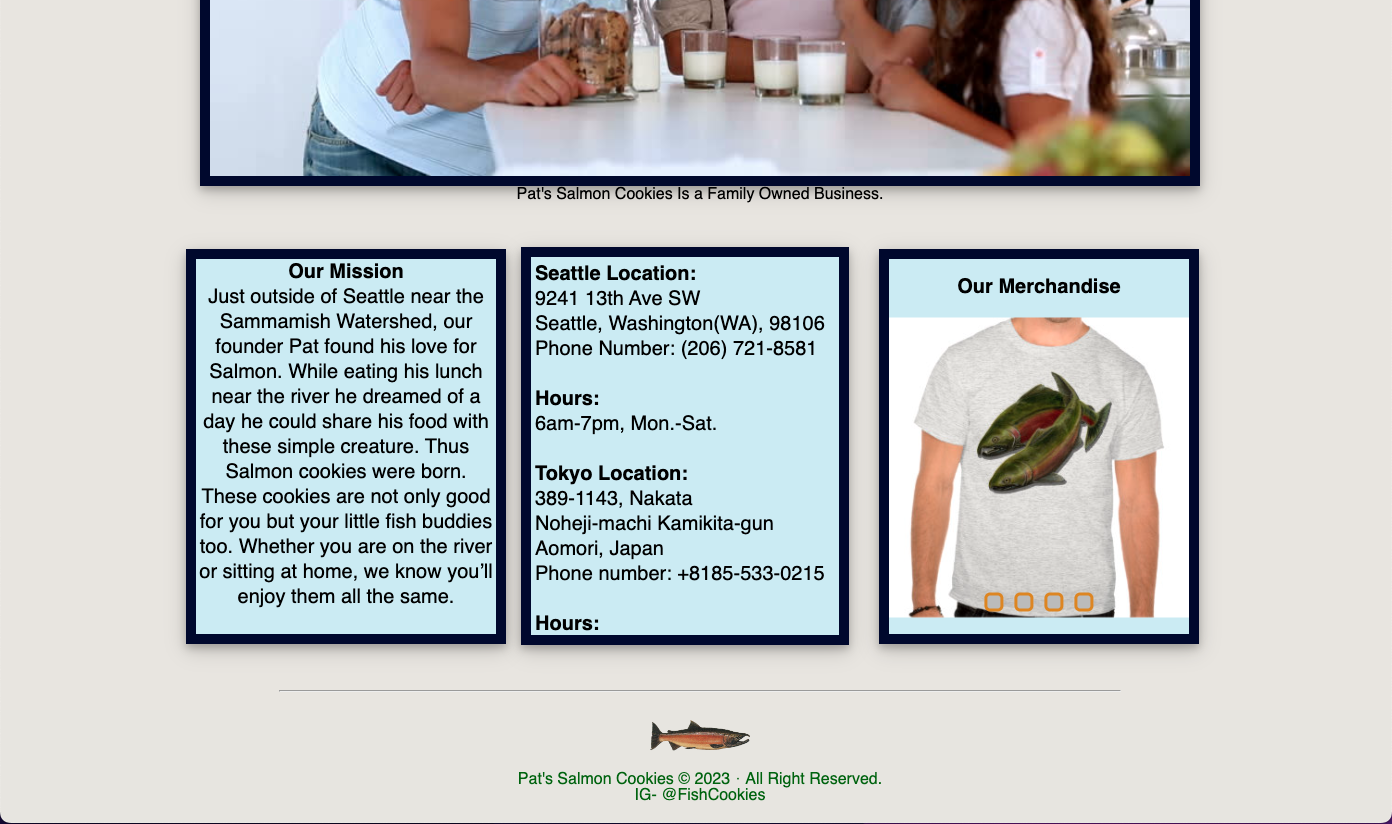 Pat's Salmon Cookies Is a Family Owned Business.
Our Mission
Just outside of Seattle near the
Sammamish Watershed, our
founder Pat found his love for
Salmon. While eating his lunch
near the river he dreamed of a
day he could share his food with
these simple creature. Thus
Salmon cookies were born.
These cookies are not only good
for you but your little fish buddies
too. Whether you are on the river
or sitting at home, we know you’ll
enjoy them all the same.
Seattle Location:
9241 13th Ave SW
Seattle, Washington(WA), 98106
Phone Number: (206) 721-8581
Hours:
6am-7pm, Mon.-Sat.
Tokyo Location:
389-1143, Nakata
Noheji-machi Kamikita-gun
Aomori, Japan
Phone number: +8185-533-0215
Hours:
Our Merchandise
Pat's Salmon Cookies © 2023 · All Right Reserved.
IG- @FishCookies